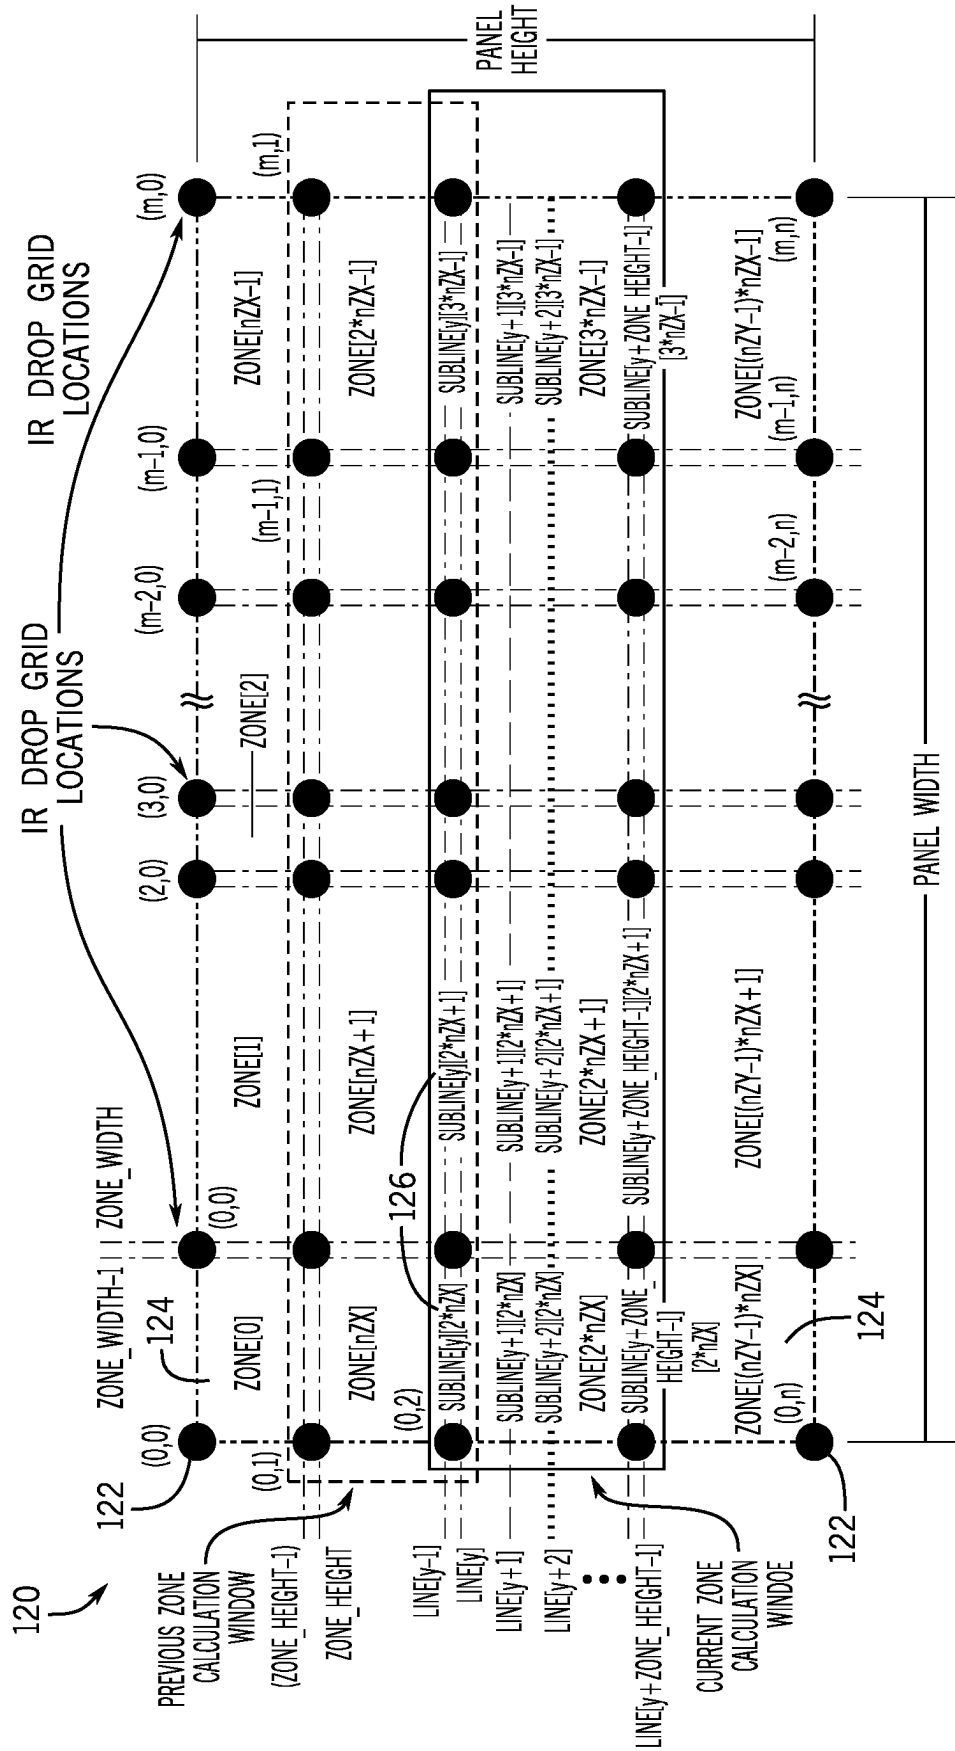 120
IR DROP GRID
LOCATIONS
IR DROP GRID
LOCATIONS
ZONE_WIDTH-1
ZONE_WIDTH
122
124
(0,0)
(0,0)
(2,0)
(3,0)
(m-2,0)
(m-1,0)
(m,0)
ZONE[0]
ZONE[1]
ZONE[2]
ZONE[nZX-1]
PREVIOUS ZONE
CALCULATION
WINDOW
(ZONE_HEIGHT-1)
ZONE_HEIGHT
(0,1)
(m-1,1)
(m,1)
ZONE[nZX]
ZONE[nZX+1]
ZONE[2*nZX-1]
(0,2)
126
LINE[y-1]
LINE[y]
SUBLINE[y][2*nZX]
SUBLINE[y][2*nZX+1]
SUBLINE[y][3*nZX-1]
LINE[y+1]
SUBLINE[y+1][2*nZX]
SUBLINE[y+1][2*nZX+1]
SUBLINE[y+1][3*nZX-1]
LINE[y+2]
SUBLINE[y+2][2*nZX]
SUBLINE[y+2][2*nZX+1]
SUBLINE[y+2][3*nZX-1]
ZONE[2*nZX]
ZONE[2*nZX+1]
ZONE[3*nZX-1]
LINE[y+ZONE_HEIGHT-1]
SUBLINE[y+ZONE_
HEIGHT-1]
[2*nZX]
SUBLINE[y+ZONE_HEIGHT-1][2*nZX+1]
SUBLINE[y+ZONE HEIGHT-1]
[3*nZX-1]
CURRENT ZONE
CALCULATION
WINDOE
ZONE[(nZY-1)*nZX]
ZONE[(nZY-1)*nZX+1]
ZONE[(nZY-1)*nZX-1]
(0,n)
(m-2,n)
(m-1,n)
(m,n)
122
124
PANEL WIDTH
PANEL
HEIGHT